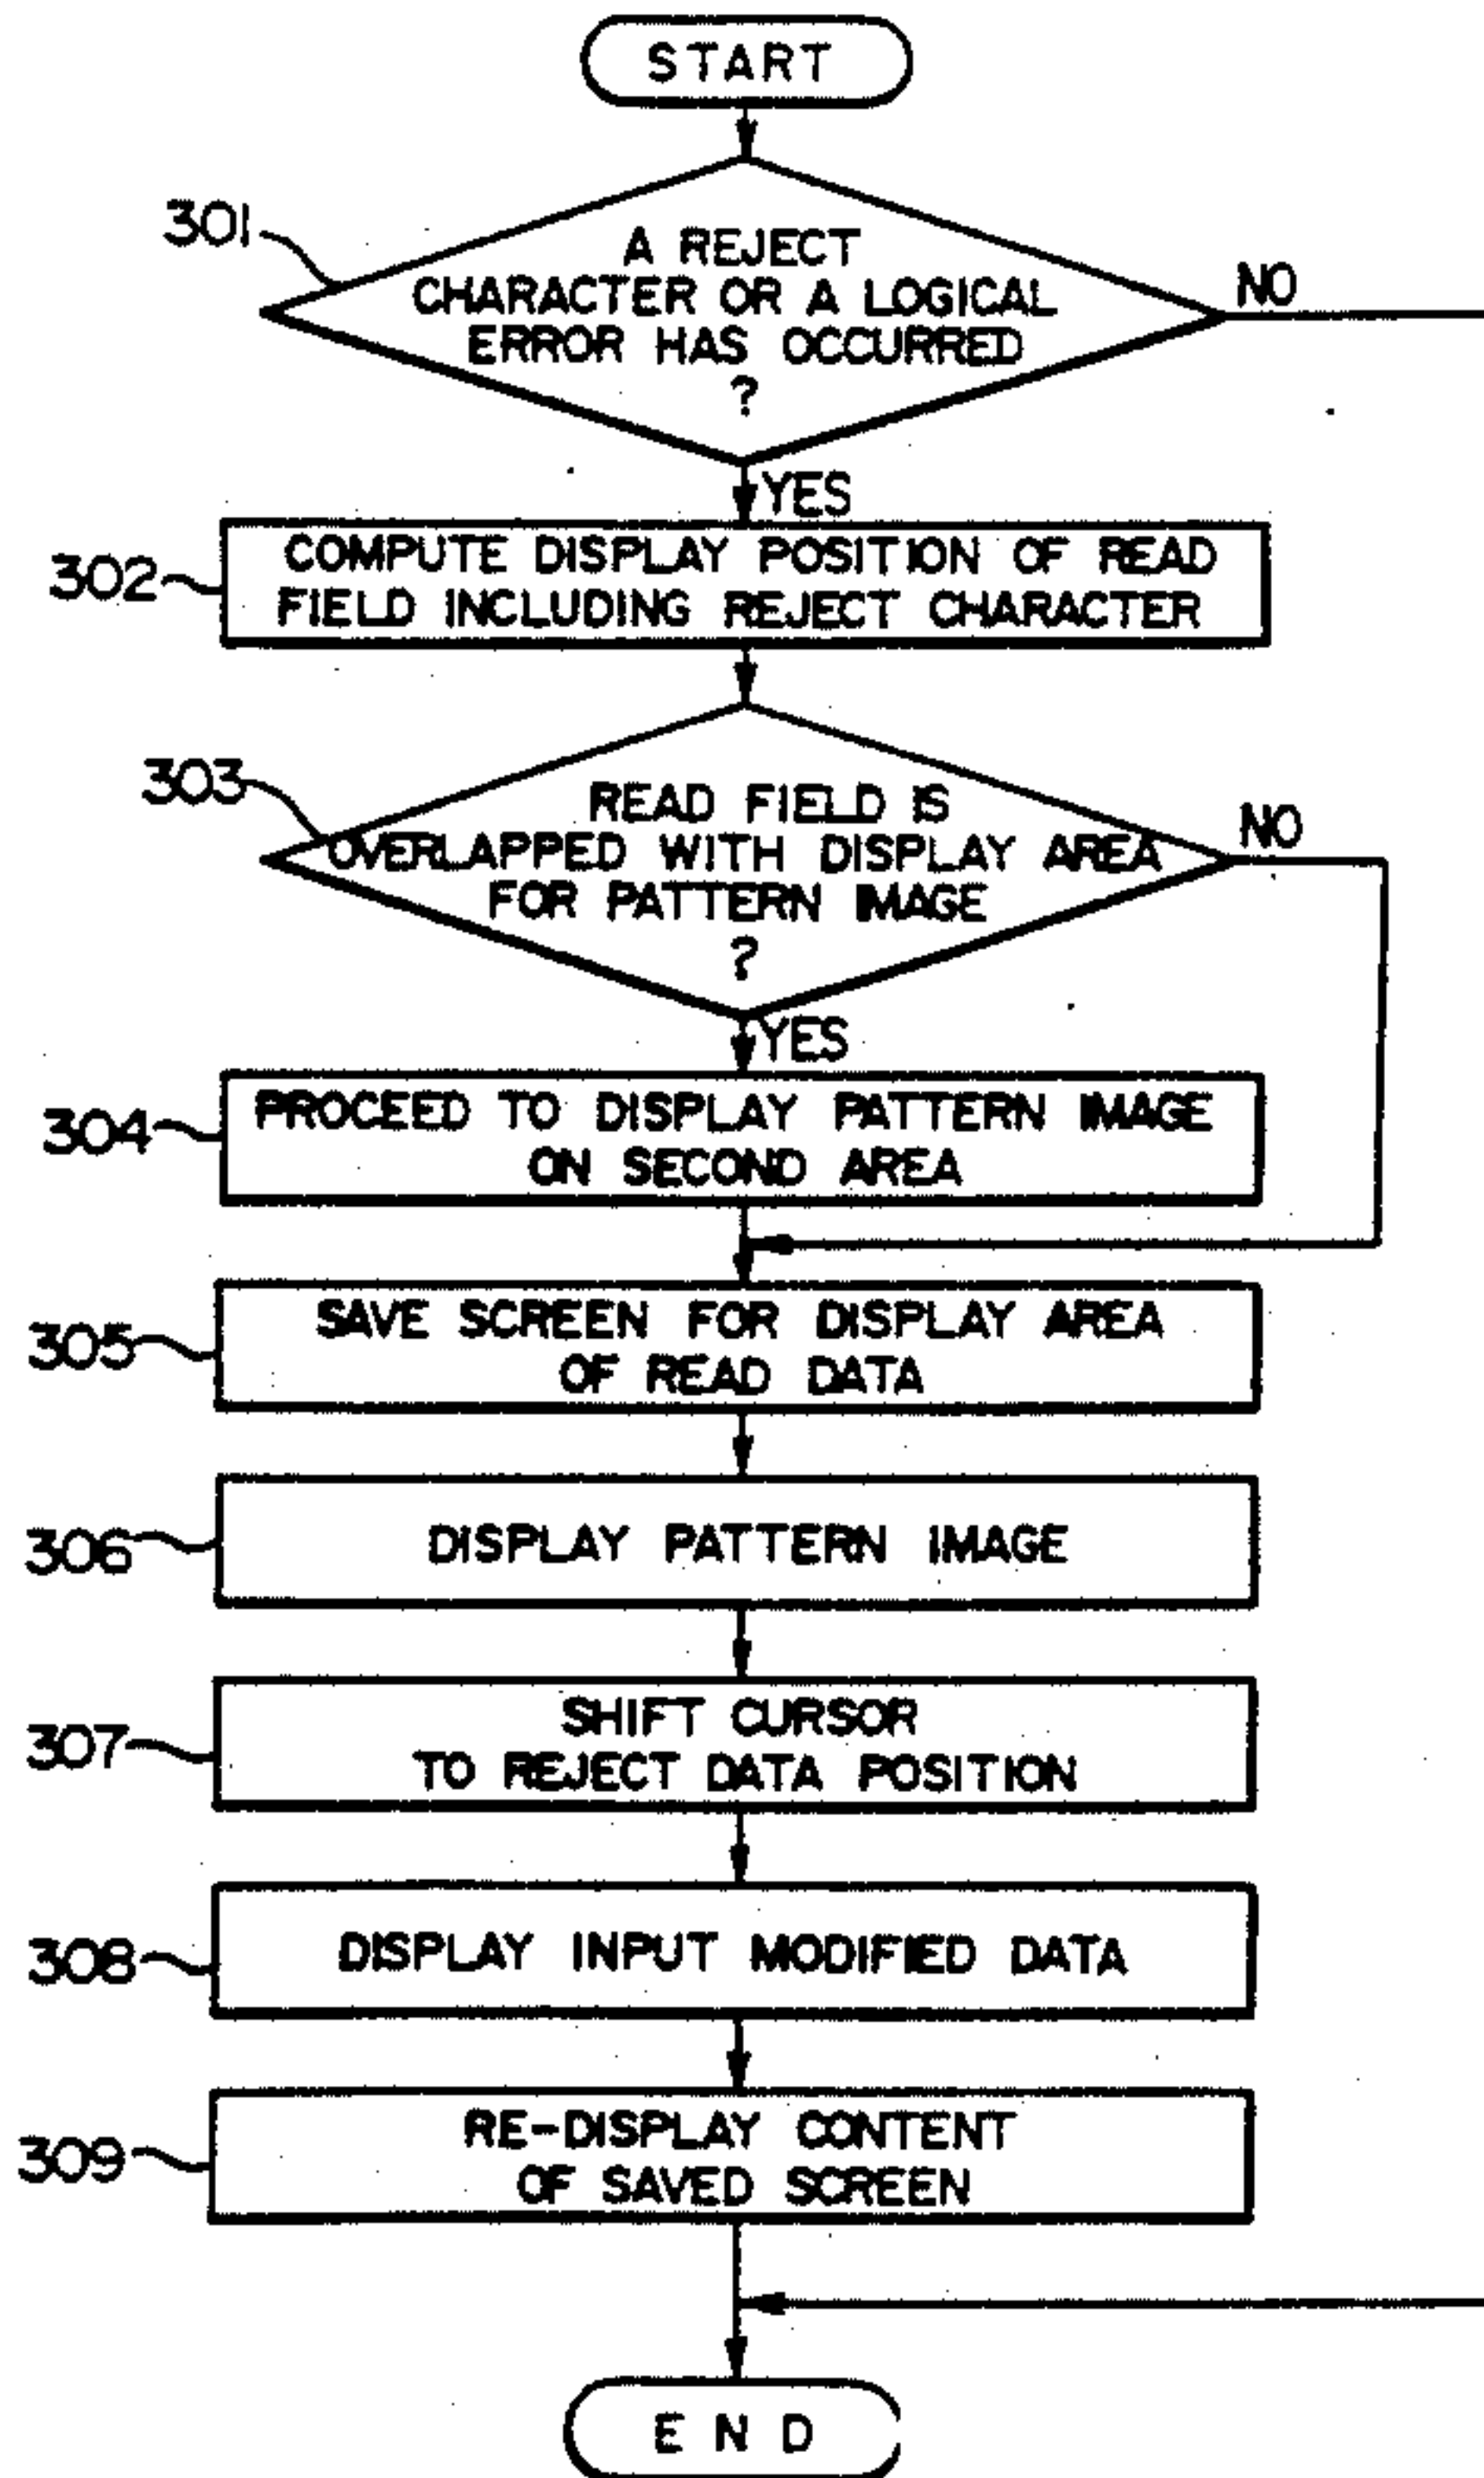 START
301
A REJECT
CHARACTER OR A LOGICAL
ERROR HAS OCCURRED
?
NO
YES
302
COMPUTE DISPLAY POSITION OF READ
FIELD INCLUDING REJECT CHARACTER
303
READ FIELD IS
OVERLAPPED WITH DISPLAY AREA
FOR PATTERN IMAGE
?
NO
YES
304
PROCEED TO DISPLAY PATTERN IMAGE
ON SECOND AREA
305
SAVE SCREEN FOR DISPLAY AREA
OF READ DATA
306
DISPLAY PATTERN IMAGE
307
SHIFT CURSOR
TO REJECT DATA POSITION
308
DISPLAY INPUT MODIFIED DATA
309
RE-DISPLAY CONTENT
OF SAVED SCREEN
END